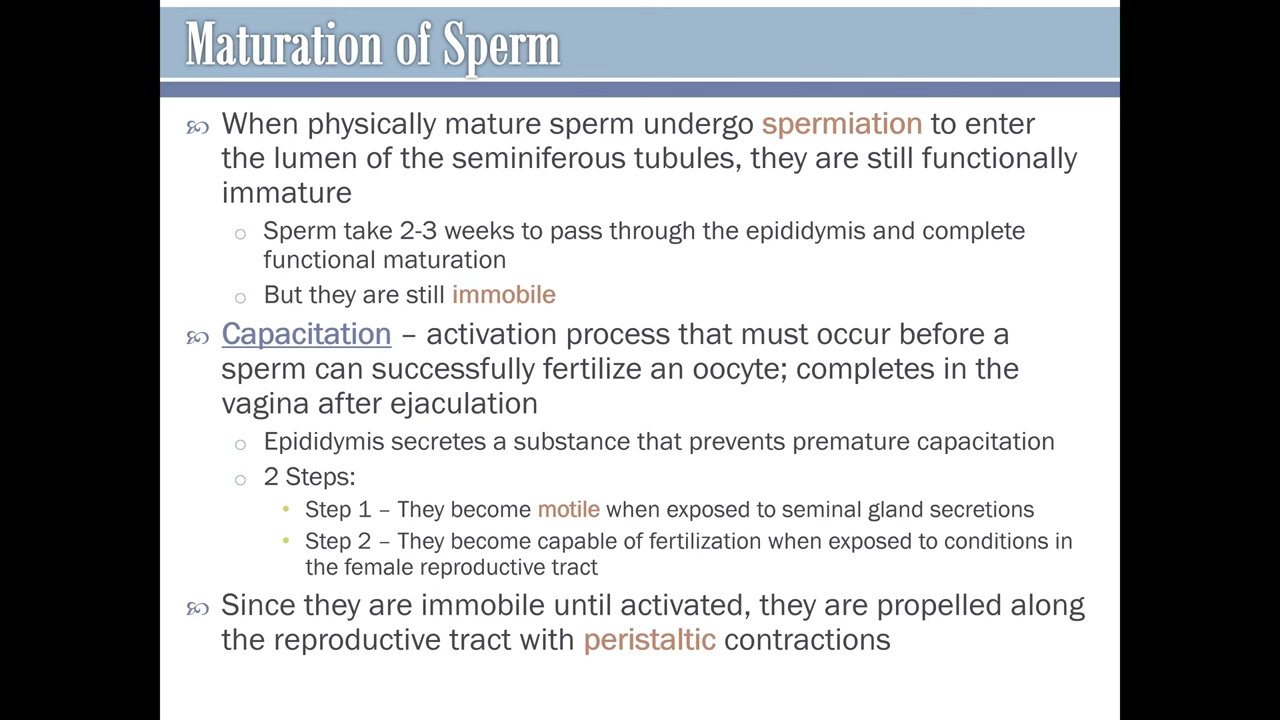 Maturation of Sperm
When physically mature sperm undergo spermiation to enter
the lumen of the seminiferous tubules, they are still functionally
immature
Sperm take 2-3 weeks to pass through the epididymis and complete
functional maturation
But they are still immobile
Capacitation – activation process that must occur before a
sperm can successfully fertilize an oocyte; completes in the
vagina after ejaculation
Epididymis secretes a substance that prevents premature capacitation
2 Steps:
Step 1 – They become motile when exposed to seminal gland secretions
Step 2 – They become capable of fertilization when exposed to conditions in
the female reproductive tract
Since they are immobile until activated, they are propelled along
the reproductive tract with peristaltic contractions